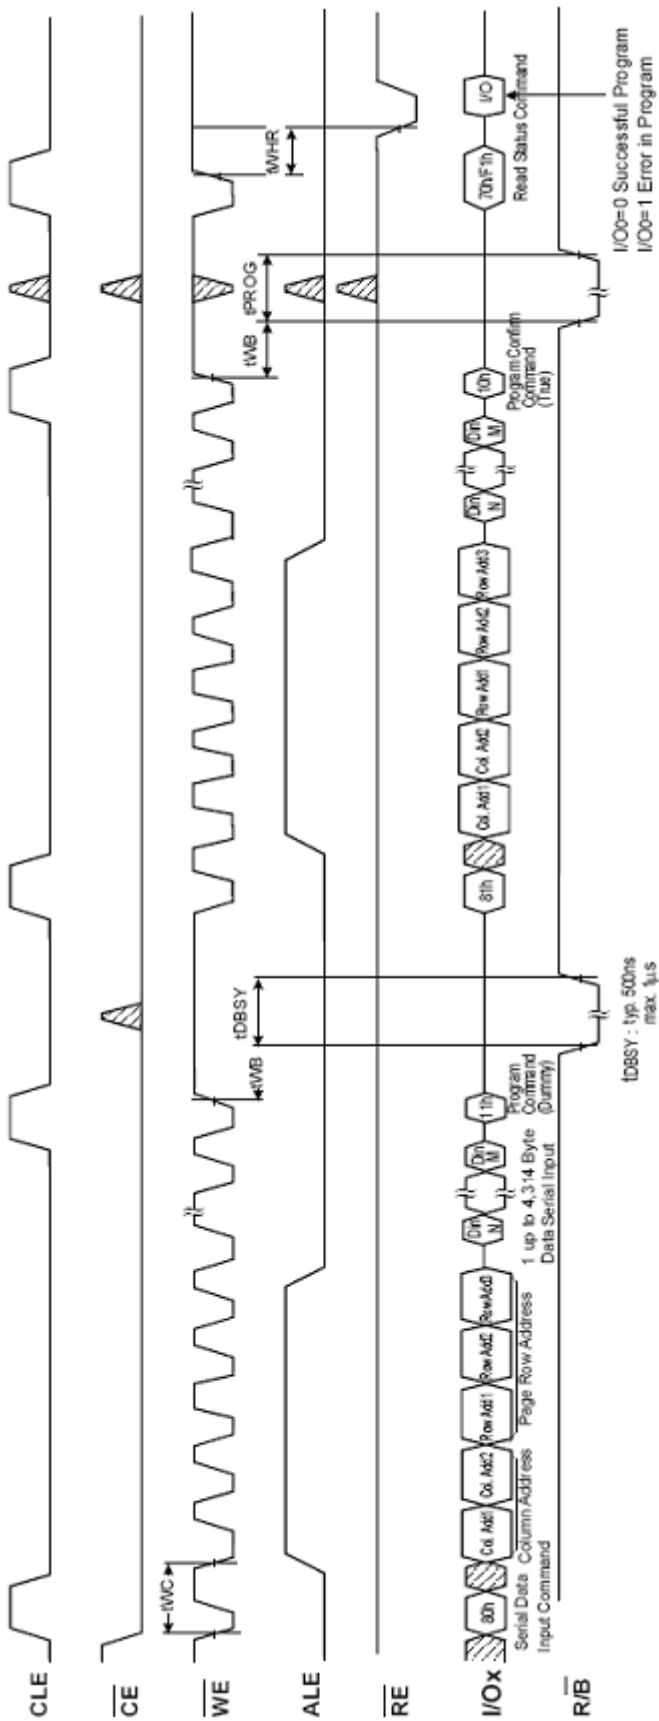 CLE
CE
WE
tWC
tWB
tDBSY
tWB
tPROG
tWHR
ALE
RE
I/Ox
80h
Col. Add1
Col. Add2
Row Add1
Row Add2
Row Add3
Din
N
Din
M
11h
81h
Col. Add1
Col. Add2
Row Add1
Row Add2
Row Add3
Din
N
Din
M
10h
70h/F1h
I/O
Serial Data
Input Command
Column Address
Page Row Address
1 up to 4,314 Byte
Data Serial Input
Program
Command
(Dummy)
Program Confirm
Command
(True)
Read Status Command
R/B
tDBSY : typ. 500ns
max. 1μs
I/O0=0 Successful Program
I/O0=1 Error in Program